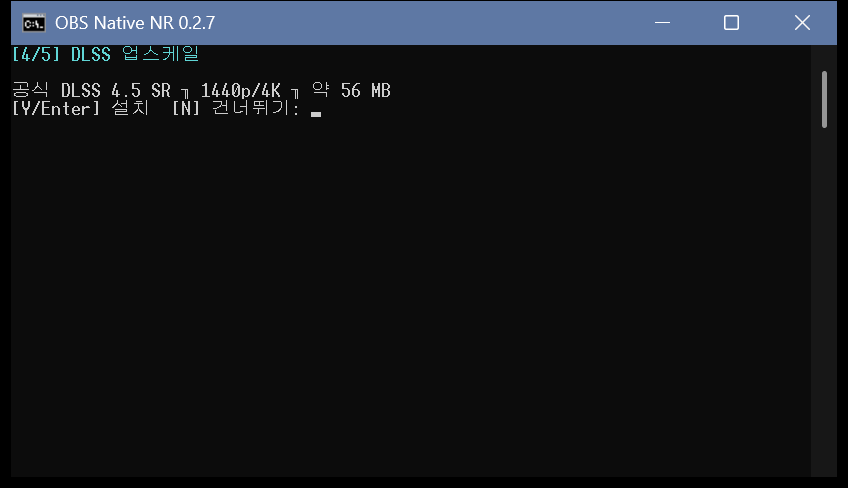 OBS Native NR 0.2.7
[4/5] DLSS 업스케일
공식 DLSS 4.5 SR ╖ 1440p/4K ╖ 약 56 MB
[Y/Enter] 설치  [N] 건너뛰기: